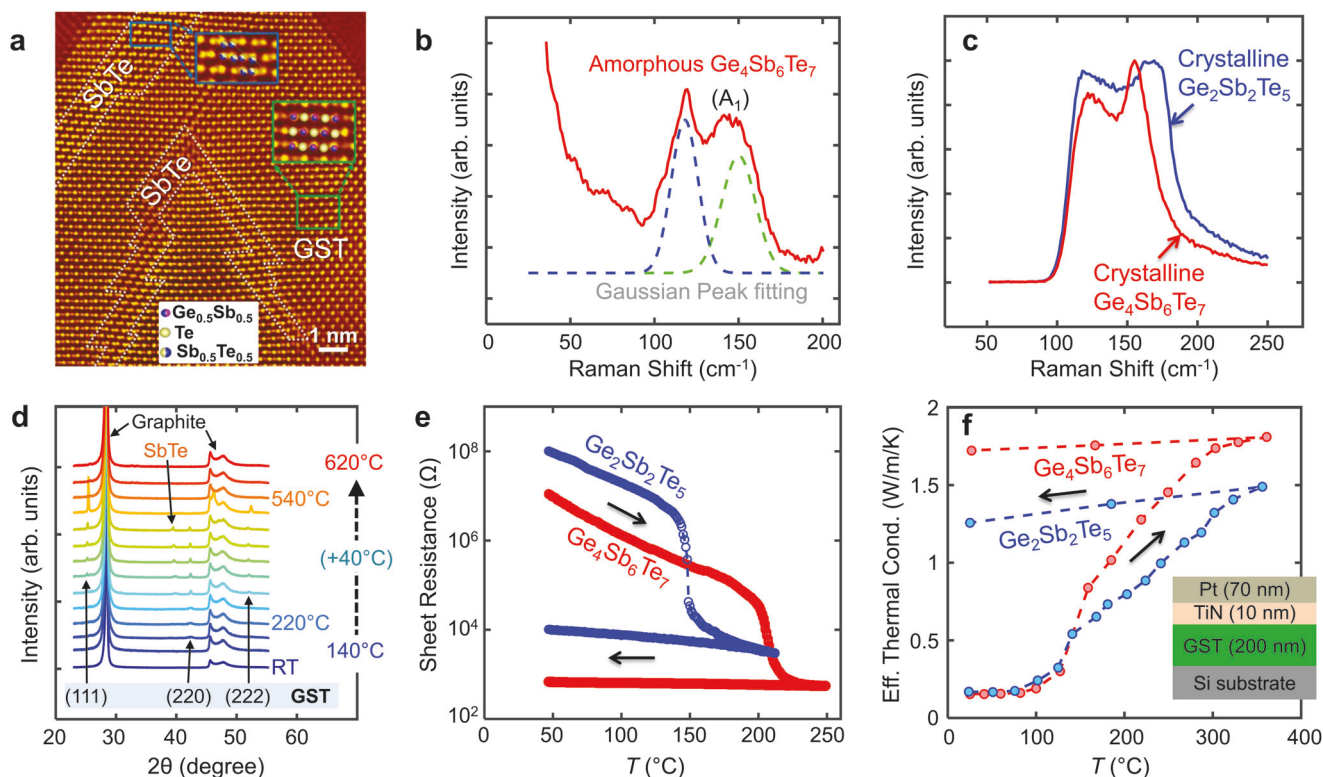 a
SbTe
SbTe
GST
Ge0.5Sb0.5
Te
Sb0.5Te0.5
1 nm
b
Amorphous Ge4Sb6Te7
(A1)
Gaussian Peak fitting
Intensity (arb. units)
0 50 100 150 200
Raman Shift (cm-1)
c
Crystalline
Ge2Sb2Te5
Crystalline
Ge4Sb6Te7
Intensity (arb. units)
50 100 150 200 250
Raman Shift (cm-1)
d
Graphite
SbTe
620°C
540°C
(+40°C)
220°C
140°C
RT
(111) (220) (222) GST
Intensity (arb. units)
20 30 40 50 60
2θ (degree)
e
Ge2Sb2Te5
Ge4Sb6Te7
Sheet Resistance (Ω)
10^8
10^6
10^4
10^2
0 50 100 150 200 250
T (°C)
f
Ge4Sb6Te7
Ge2Sb2Te5
Pt (70 nm)
TiN (10 nm)
GST (200 nm)
Si substrate
Eff. Thermal Cond. (W/m/K)
2
1.5
1
0.5
0
0 100 200 300 400
T (°C)